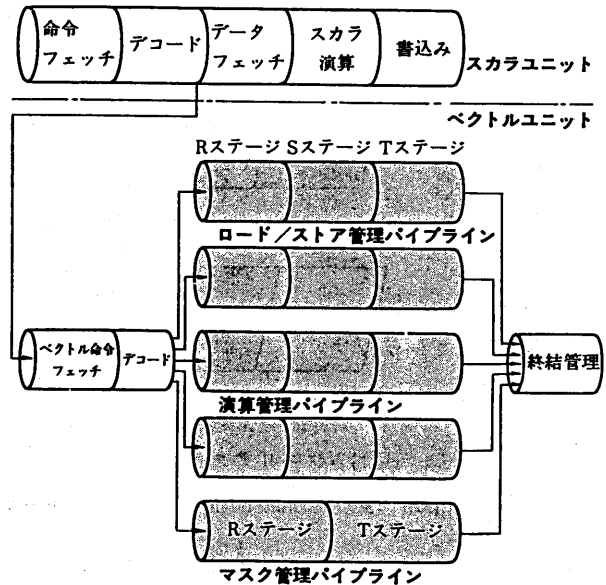 命令
フェッチ
デコード
データ
フェッチ
スカラ
演算
書込み
スカラユニット
ベクトルユニット
Rステージ Sステージ Tステージ
ロード/ストア管理パイプライン
ベクトル命令
フェッチ
デコード
終結管理
演算管理パイプライン
Rステージ
Tステージ
マスク管理パイプライン